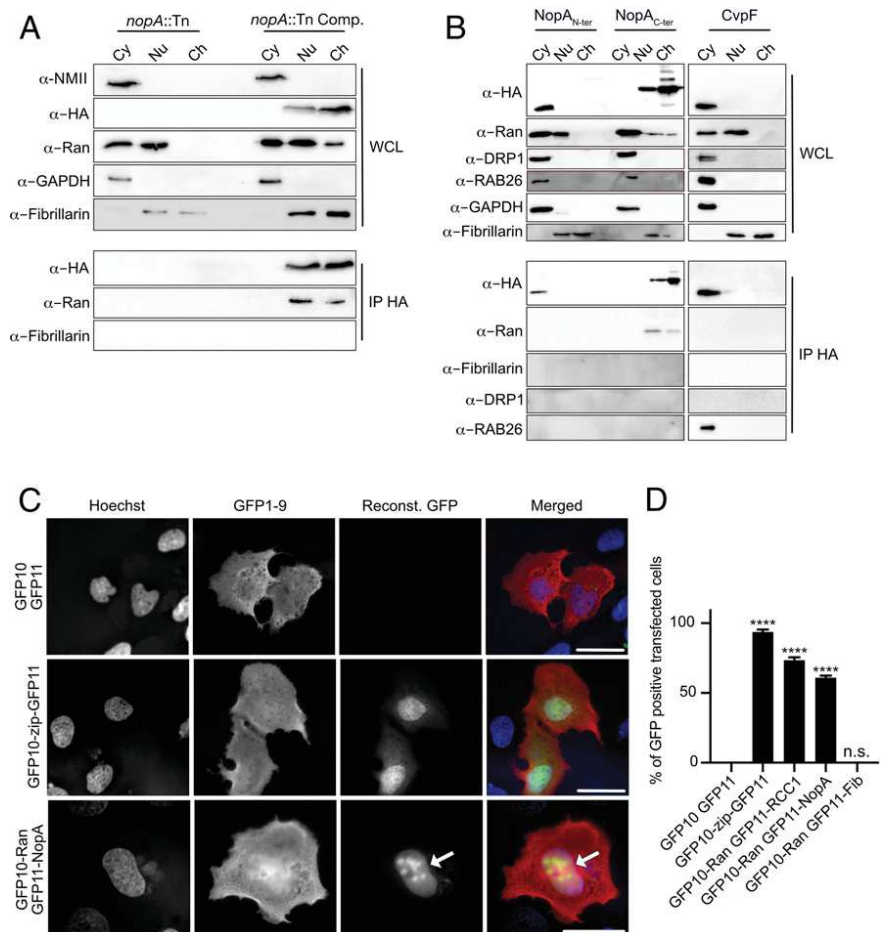 A
nopA::Tn nopA::Tn Comp.
Cy Nu Ch Cy Nu Ch
α-NMII
α-HA
α-Ran
α-GAPDH
α-Fibrillarin
WCL
α-HA
α-Ran
α-Fibrillarin
IP HA
B
NopAN-ter NopAC-ter CvpF
Cy Nu Ch Cy Nu Ch Cy Nu Ch
α-HA
α-Ran
α-DRP1
α-RAB26
α-GAPDH
α-Fibrillarin
WCL
α-HA
α-Ran
α-Fibrillarin
α-DRP1
α-RAB26
IP HA
C
Hoechst GFP1-9 Reconst. GFP Merged
GFP10
GFP11
GFP10-zip-GFP11
GFP10-Ran
GFP11-NopA
D
% of GFP positive transfected cells
100
50
0
****
****
****
n.s.
GFP10 GFP11
GFP10-zip-GFP11
GFP10-Ran GFP11-RCC1
GFP10-Ran GFP11-NopA
GFP10-Ran GFP11-Fib